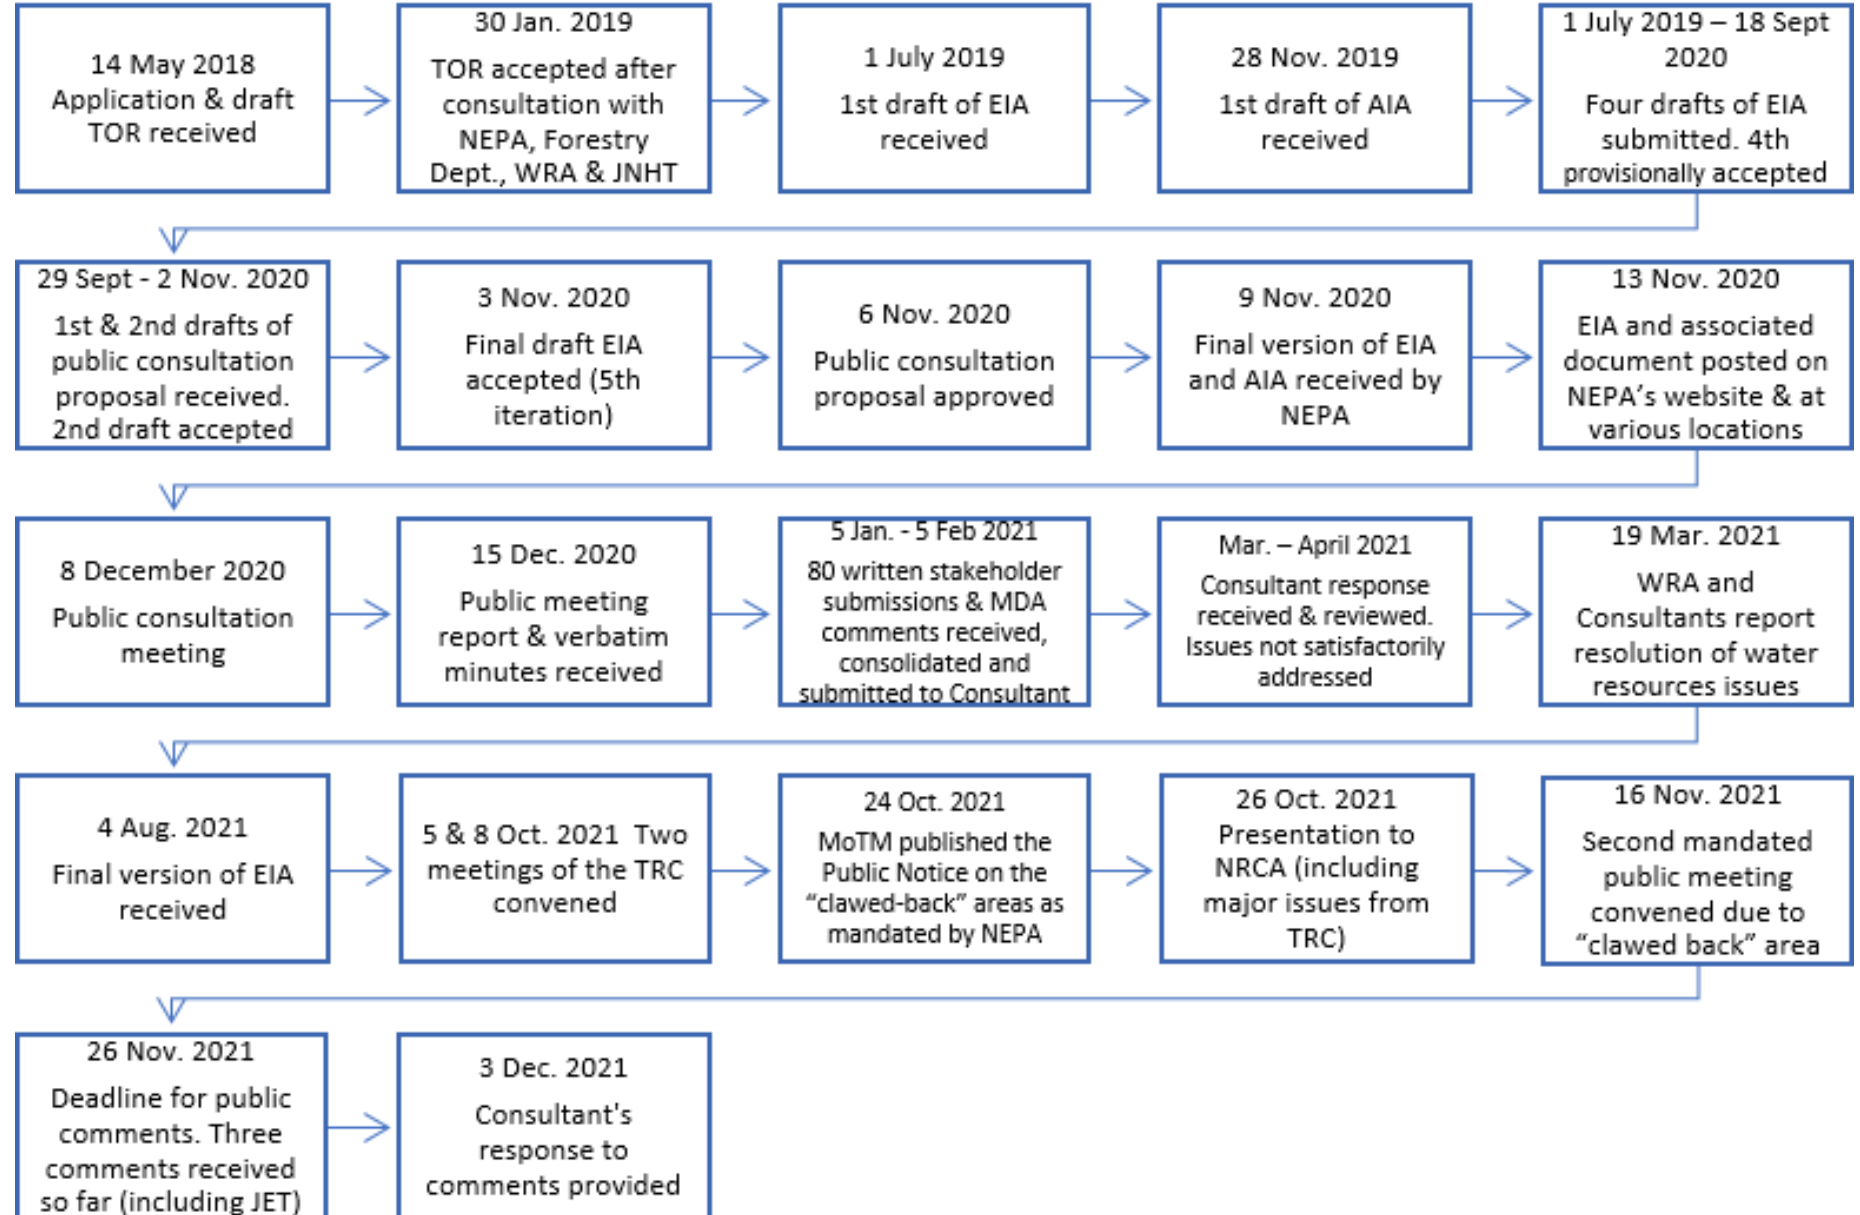 14 May 2018
Application & draft
TOR received
30 Jan. 2019
TOR accepted after
consultation with
NEPA, Forestry
Dept., WRA & JNHT
1 July 2019
1st draft of EIA
received
28 Nov. 2019
1st draft of AIA
received
1 July 2019 – 18 Sept
2020
Four drafts of EIA
submitted. 4th
provisionally accepted
29 Sept - 2 Nov. 2020
1st & 2nd drafts of
public consultation
proposal received.
2nd draft accepted
3 Nov. 2020
Final draft EIA
accepted (5th
iteration)
6 Nov. 2020
Public consultation
proposal approved
9 Nov. 2020
Final version of EIA
and AIA received by
NEPA
13 Nov. 2020
EIA and associated
document posted on
NEPA’s website & at
various locations
8 December 2020
Public consultation
meeting
15 Dec. 2020
Public meeting
report & verbatim
minutes received
5 Jan. - 5 Feb 2021
80 written stakeholder
submissions & MDA
comments received,
consolidated and
submitted to Consultant
Mar. – April 2021
Consultant response
received & reviewed.
Issues not satisfactorily
addressed
19 Mar. 2021
WRA and
Consultants report
resolution of water
resources issues
4 Aug. 2021
Final version of EIA
received
5 & 8 Oct. 2021 Two
meetings of the TRC
convened
24 Oct. 2021
MoTM published the
Public Notice on the
“clawed-back” areas as
mandated by NEPA
26 Oct. 2021
Presentation to
NRCA (including
major issues from
TRC)
16 Nov. 2021
Second mandated
public meeting
convened due to
“clawed back” area
26 Nov. 2021
Deadline for public
comments. Three
comments received
so far (including JET)
3 Dec. 2021
Consultant's
response to
comments provided